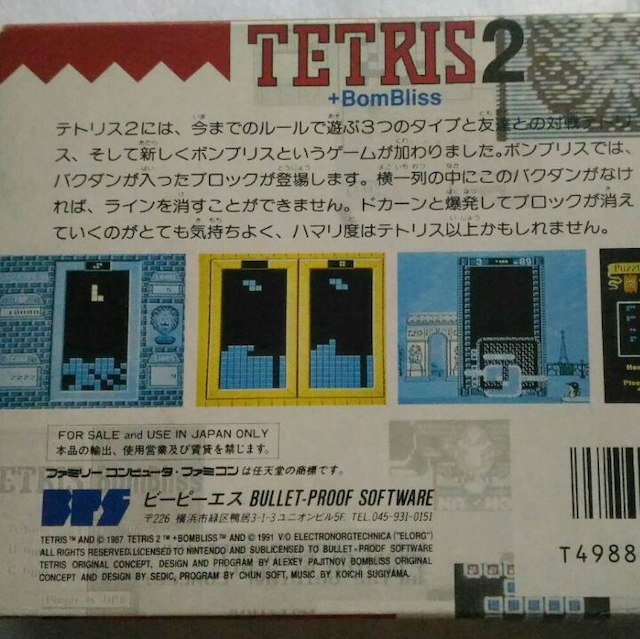 TETRIS 2
+BomBliss
テトリス2には、今までのルールで遊ぶ3つのタイプと友達との対戦テトリ
ス、そして新しくボンブリスというゲームが加わりました。ボンブリスでは、
バクダンが入ったブロックが登場します。横一列の中にこのバクダンがなけ
れば、ラインを消すことができません。ドカーンと爆発してブロックが消え
ていくのがとても気持ちよく、ハマリ度はテトリス以上かもしれません。
FOR SALE and USE IN JAPAN ONLY
本品の輸出、使用営業及び賃貸を禁じます。
ファミリーコンピュータ・ファミコンは任天堂の商標です。
BPS ビーピーエス BULLET-PROOF SOFTWARE
〒226 横浜市緑区鴨居3-1-3 ユニオンビル5F. TEL.045-931-0151
TETRIS ™ AND © 1987 TETRIS 2 ™ +BOMBLISS™ AND © 1991 V/O ELECTRONORGTECHNICA ("ELORG")
ALL RIGHTS RESERVED. LICENSED TO NINTENDO AND SUBLICENSED TO BULLET-PROOF SOFTWARE
TETRIS ORIGINAL CONCEPT, DESIGN AND PROGRAM BY ALEXEY PAJITNOV BOMBLISS ORIGINAL
CONCEPT AND DESIGN BY SEDIC, PROGRAM BY CHUN SOFT, MUSIC BY KOICHI SUGIYAMA.
T4988